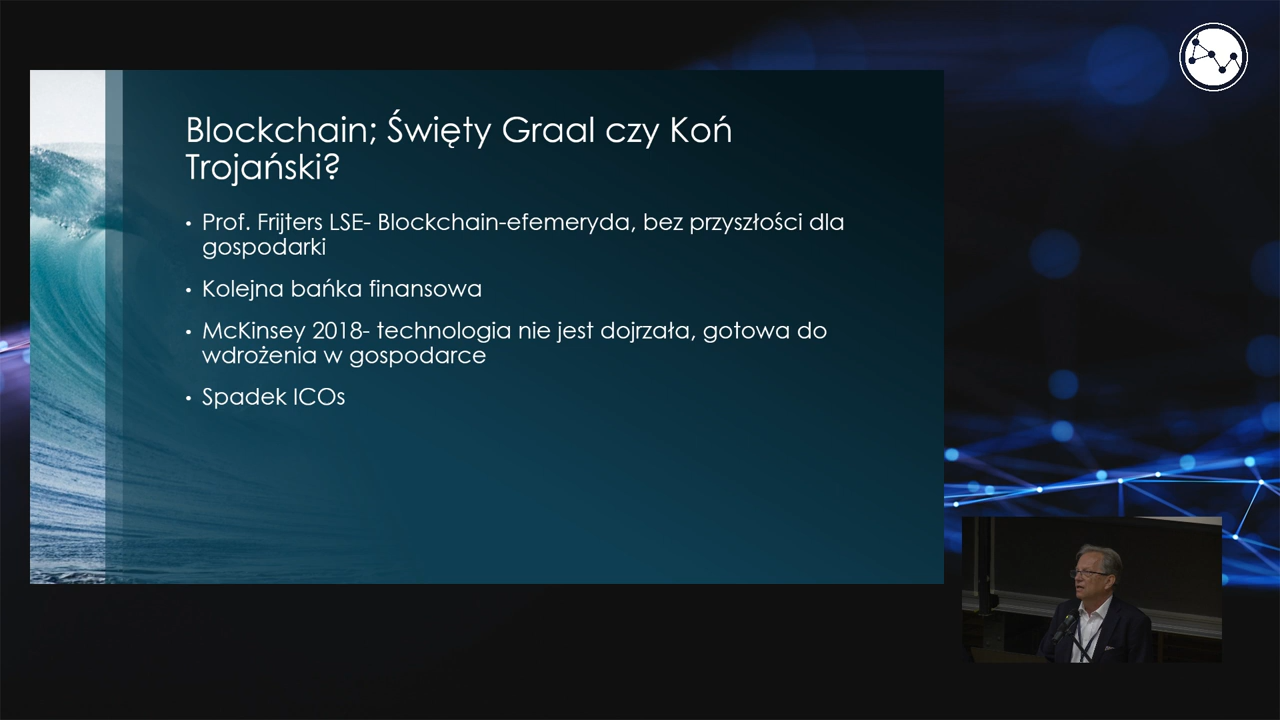 Blockchain; Święty Graal czy Koń
Trojański?
• Prof. Frijters LSE- Blockchain-efemeryda, bez przyszłości dla
gospodarki
• Kolejna bańka finansowa
• McKinsey 2018- technologia nie jest dojrzała, gotowa do
wdrożenia w gospodarce
• Spadek ICOs